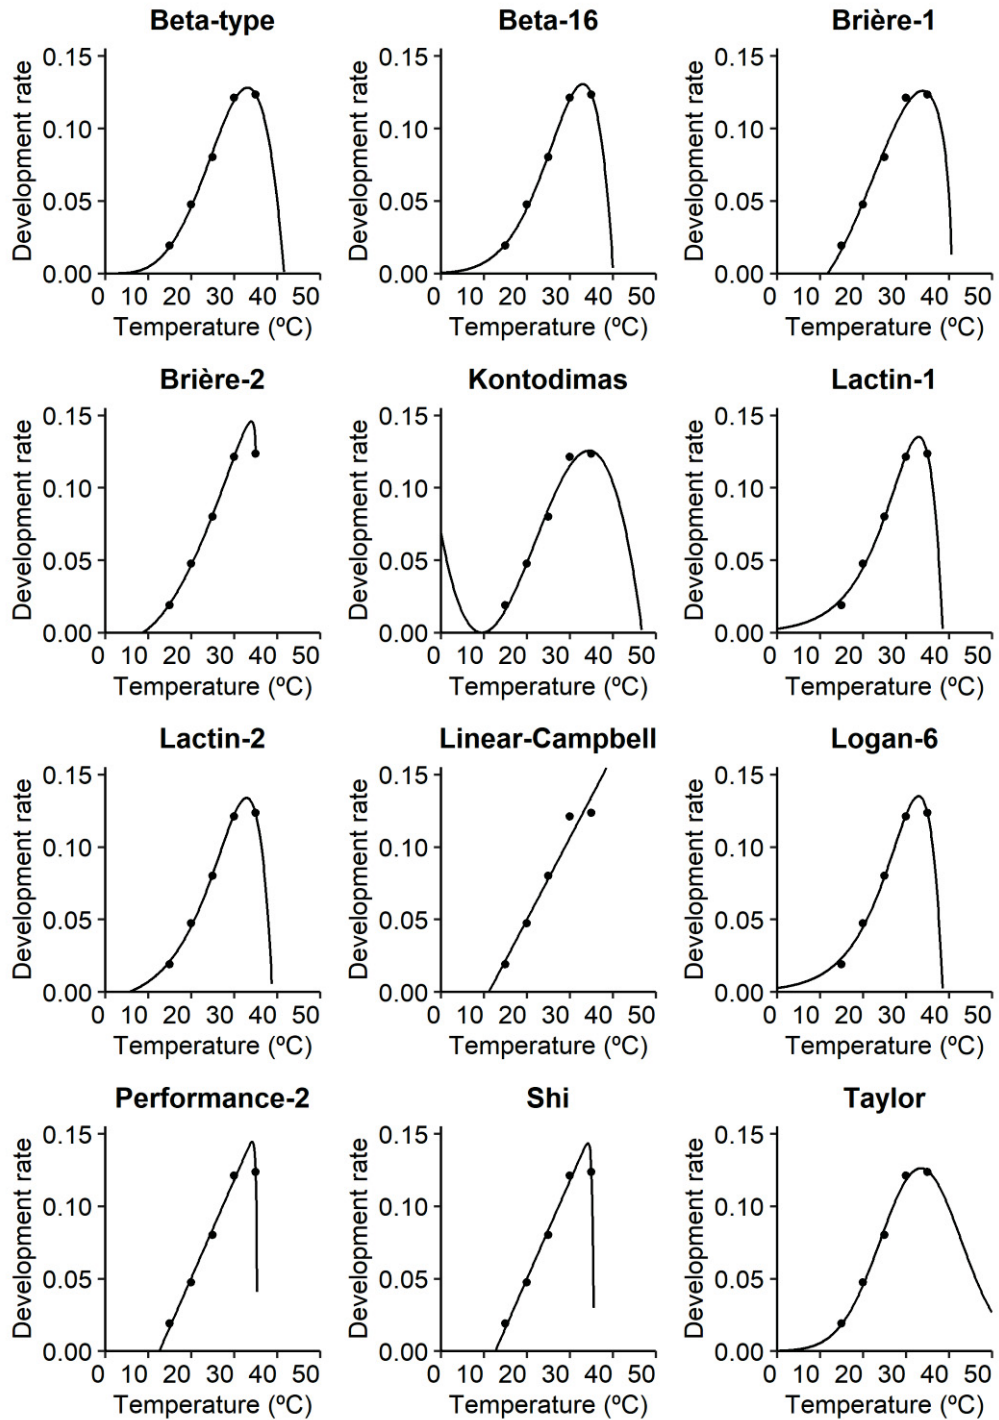 Beta-type
Beta-16
Brière-1
Development rate
0.15
0.10
0.05
0.00
0 10 20 30 40 50
Temperature (ºC)
Development rate
0.15
0.10
0.05
0.00
0 10 20 30 40 50
Temperature (ºC)
Development rate
0.15
0.10
0.05
0.00
0 10 20 30 40 50
Temperature (ºC)
Brière-2
Kontodimas
Lactin-1
Development rate
0.15
0.10
0.05
0.00
0 10 20 30 40 50
Temperature (ºC)
Development rate
0.15
0.10
0.05
0.00
0 10 20 30 40 50
Temperature (ºC)
Development rate
0.15
0.10
0.05
0.00
0 10 20 30 40 50
Temperature (ºC)
Lactin-2
Linear-Campbell
Logan-6
Development rate
0.15
0.10
0.05
0.00
0 10 20 30 40 50
Temperature (ºC)
Development rate
0.15
0.10
0.05
0.00
0 10 20 30 40 50
Temperature (ºC)
Development rate
0.15
0.10
0.05
0.00
0 10 20 30 40 50
Temperature (ºC)
Performance-2
Shi
Taylor
Development rate
0.15
0.10
0.05
0.00
0 10 20 30 40 50
Temperature (ºC)
Development rate
0.15
0.10
0.05
0.00
0 10 20 30 40 50
Temperature (ºC)
Development rate
0.15
0.10
0.05
0.00
0 10 20 30 40 50
Temperature (ºC)